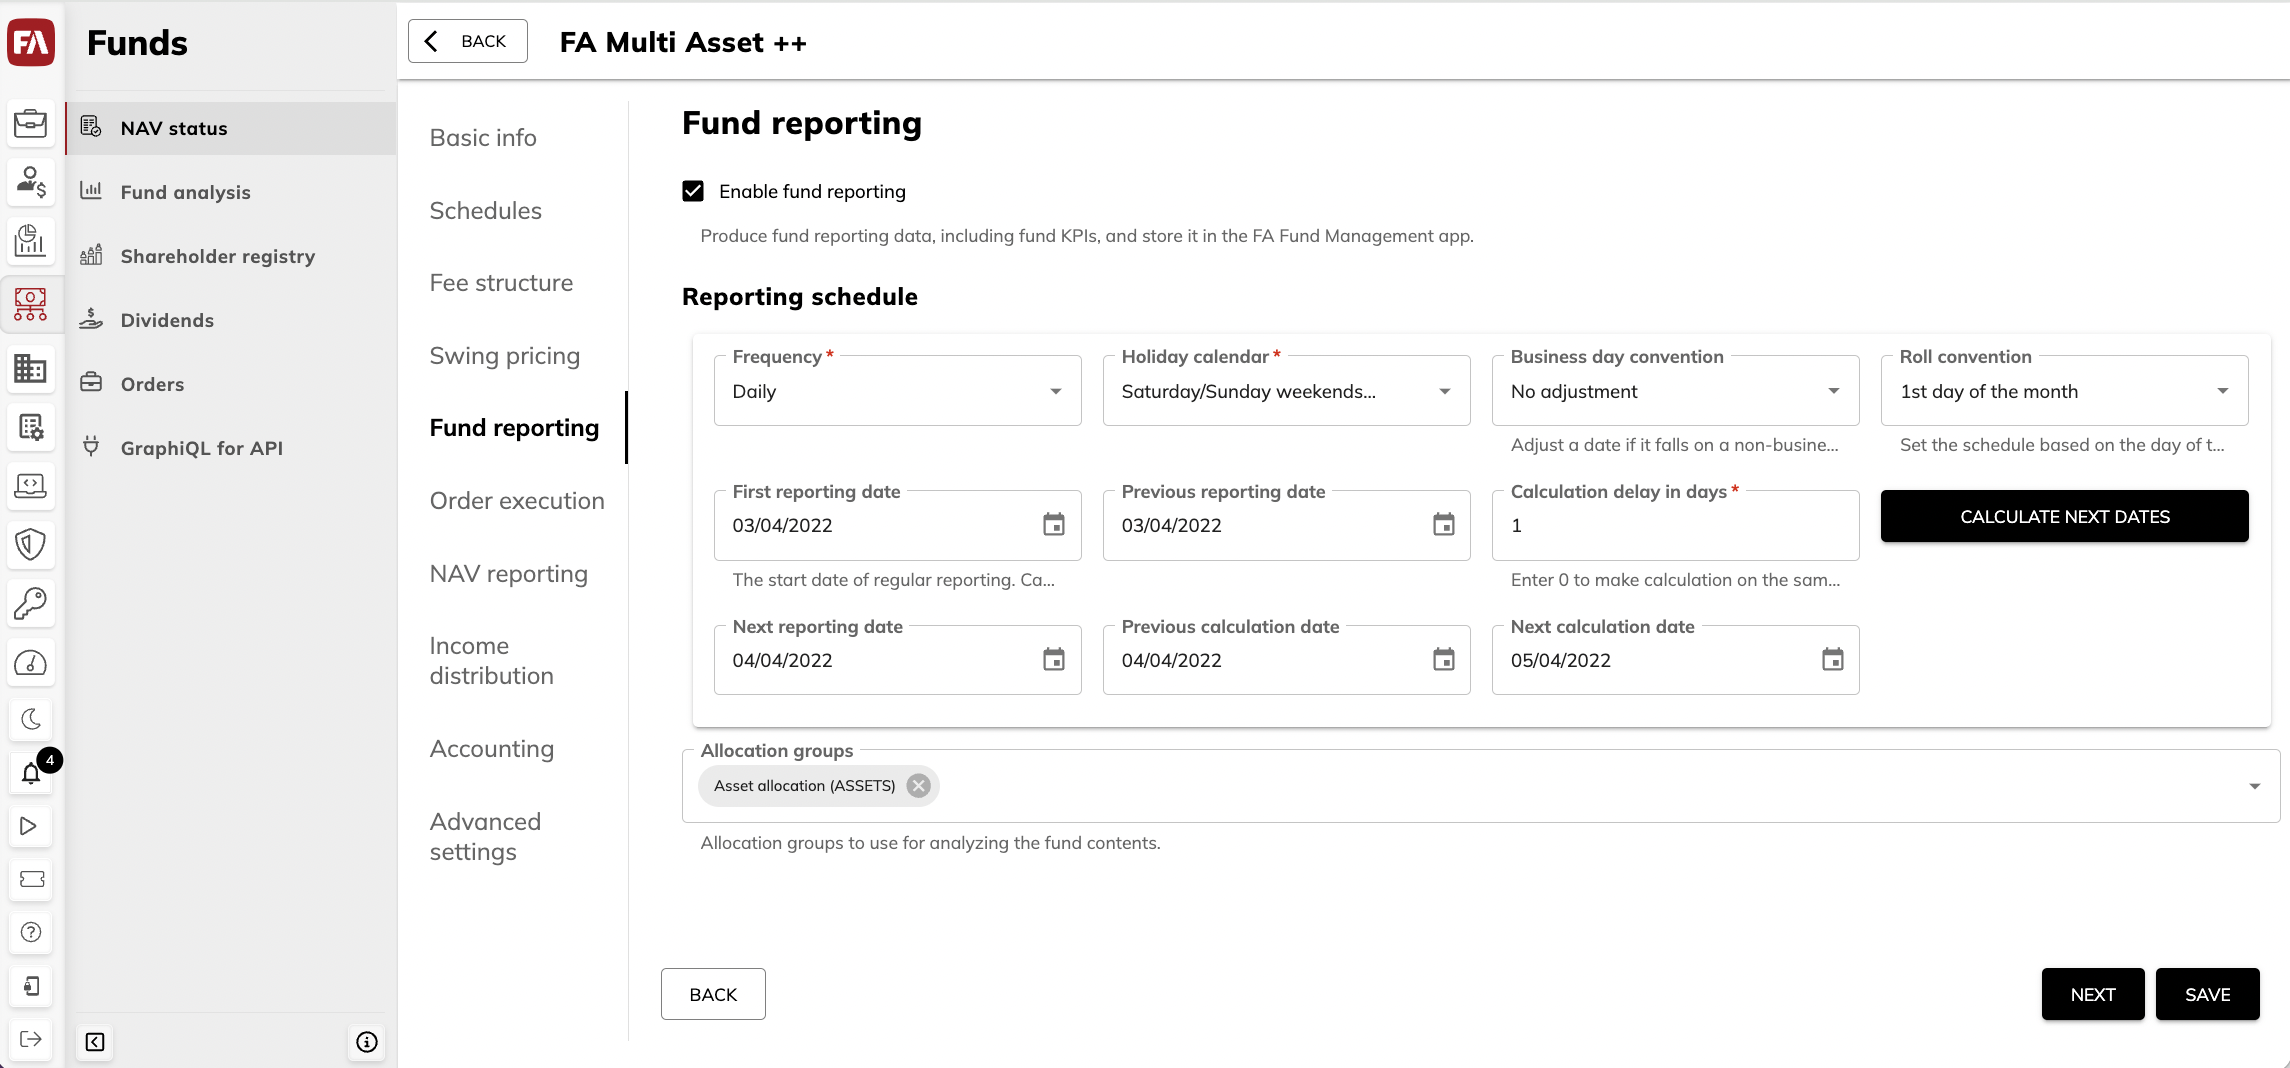 FA
Funds
NAV status
Fund analysis
Shareholder registry
Dividends
Orders
GraphiQL for API
4
BACK
FA Multi Asset ++
Basic info
Schedules
Fee structure
Swing pricing
Fund reporting
Order execution
NAV reporting
Income
distribution
Accounting
Advanced
settings
Fund reporting
Enable fund reporting
Produce fund reporting data, including fund KPIs, and store it in the FA Fund Management app.
Reporting schedule
Frequency * Holiday calendar * Business day convention Roll convention
Daily Saturday/Sunday weekends... No adjustment 1st day of the month
Adjust a date if it falls on a non-busine... Set the schedule based on the day of t...
First reporting date Previous reporting date Calculation delay in days *
03/04/2022 03/04/2022 1 CALCULATE NEXT DATES
The start date of regular reporting. Ca... Enter 0 to make calculation on the sam...
Next reporting date Previous calculation date Next calculation date
04/04/2022 04/04/2022 05/04/2022
Allocation groups
Asset allocation (ASSETS)
Allocation groups to use for analyzing the fund contents.
BACK NEXT SAVE